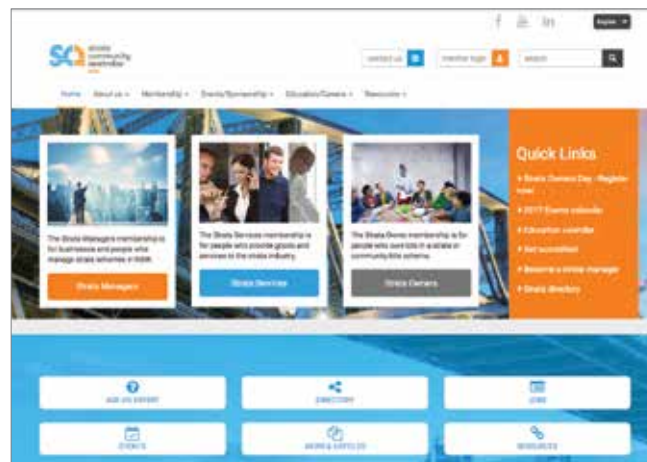 f
in
English
SCA strata
community
australia
contact us
member login
search
Home About us Membership Events/Sponsorship Education/Careers Resources
The Strata Managers membership is
for businesses and people who
manage strata schemes in NSW.
Strata Managers
The Strata Services membership is
for people who provide goods and
services to the strata industry.
Strata Services
The Strata Owner membership is for
people who own lots in a strata or
community title scheme.
Strata Owners
Quick Links
Strata Owners Day - Register
now!
2017 Events calendar
Education calendar
Get accredited
Become a strata manager
Strata directory
ASK AN EXPERT
DIRECTORY
JOBS
EVENTS
NEWS & ARTICLES
RESOURCES